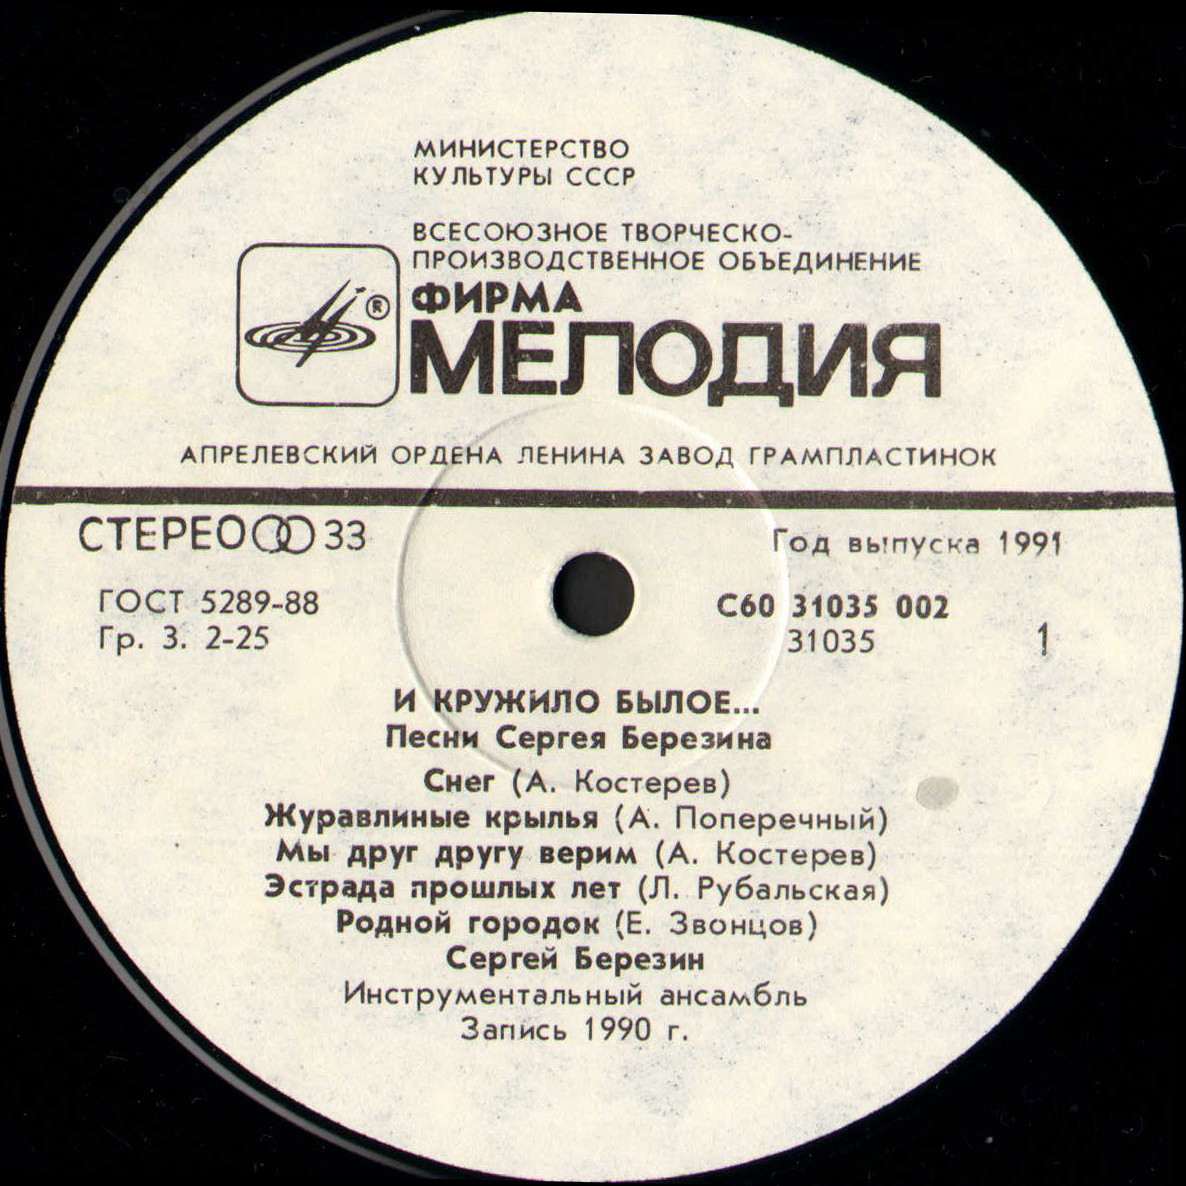 МИНИСТЕРСТВО
КУЛЬТУРЫ СССР
ВСЕСОЮЗНОЕ ТВОРЧЕСКО-
ПРОИЗВОДСТВЕННОЕ ОБЪЕДИНЕНИЕ
ФИРМА
®
МЕЛОДИЯ
АПРЕЛЕВСКИЙ ОРДЕНА ЛЕНИНА ЗАВОД ГРАМПЛАСТИНОК
СТЕРЕО 33
Год выпуска 1991
ГОСТ 5289-88
С60 31035 002
Гр. 3. 2-25
31035
1
И КРУЖИЛО БЫЛОЕ...
Песни Сергея Березина
Снег (А. Костерев)
Журавлиные крылья (А. Поперечный)
Мы друг другу верим (А. Костерев)
Эстрада прошлых лет (Л. Рубальская)
Родной городок (Е. Звонцов)
Сергей Березин
Инструментальный ансамбль
Запись 1990 г.